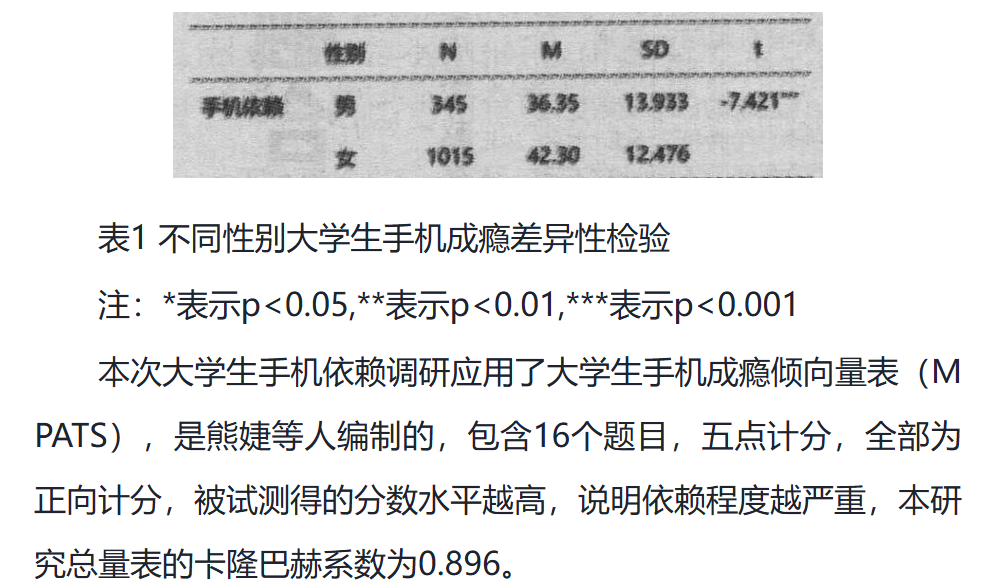 性别 N M SD t
手机依赖 男 345 36.35 13.933 -7.421***
女 1015 42.30 12.476
表1 不同性别大学生手机成瘾差异性检验
注：*表示p<0.05,**表示p<0.01,***表示p<0.001
本次大学生手机依赖调研应用了大学生手机成瘾倾向量表（M
PATS），是熊婕等人编制的，包含16个题目，五点计分，全部为
正向计分，被试测得的分数水平越高，说明依赖程度越严重，本研
究总量表的卡隆巴赫系数为0.896。